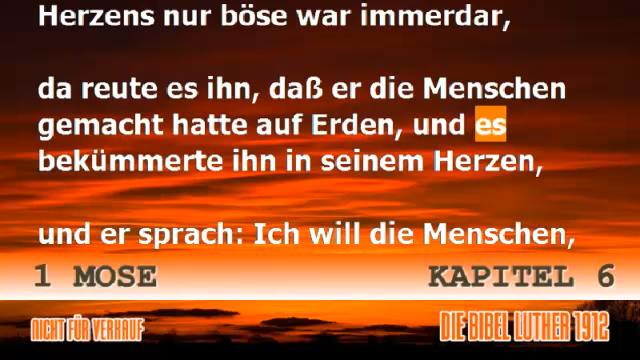 Herzens nur böse war immerdar,
da reute es ihn, daß er die Menschen
gemacht hatte auf Erden, und es
bekümmerte ihn in seinem Herzen,
und er sprach: Ich will die Menschen,
1 MOSE KAPITEL 6
NICHT FÜR VERKAUF DIE BIBEL LUTHER 1912